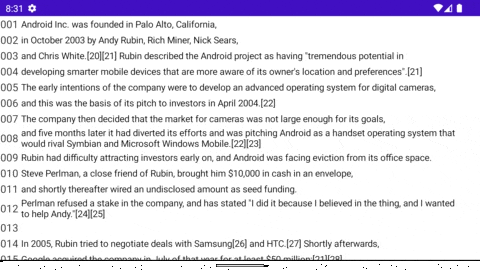 8:31
001 Android Inc. was founded in Palo Alto, California,
002 in October 2003 by Andy Rubin, Rich Miner, Nick Sears,
003 and Chris White.[20][21] Rubin described the Android project as having "tremendous potential in
004 developing smarter mobile devices that are more aware of its owner's location and preferences".[21]
005 The early intentions of the company were to develop an advanced operating system for digital cameras,
006 and this was the basis of its pitch to investors in April 2004.[22]
007 The company then decided that the market for cameras was not large enough for its goals,
008 and five months later it had diverted its efforts and was pitching Android as a handset operating system that
would rival Symbian and Microsoft Windows Mobile.[22][23]
009 Rubin had difficulty attracting investors early on, and Android was facing eviction from its office space.
010 Steve Perlman, a close friend of Rubin, brought him $10,000 in cash in an envelope,
011 and shortly thereafter wired an undisclosed amount as seed funding.
012 Perlman refused a stake in the company, and has stated "I did it because I believed in the thing, and I wanted
to help Andy."[24][25]
013
014 In 2005, Rubin tried to negotiate deals with Samsung[26] and HTC.[27] Shortly afterwards,
015 Google acquired the company in July of that year for at least $50 million;[21][28]